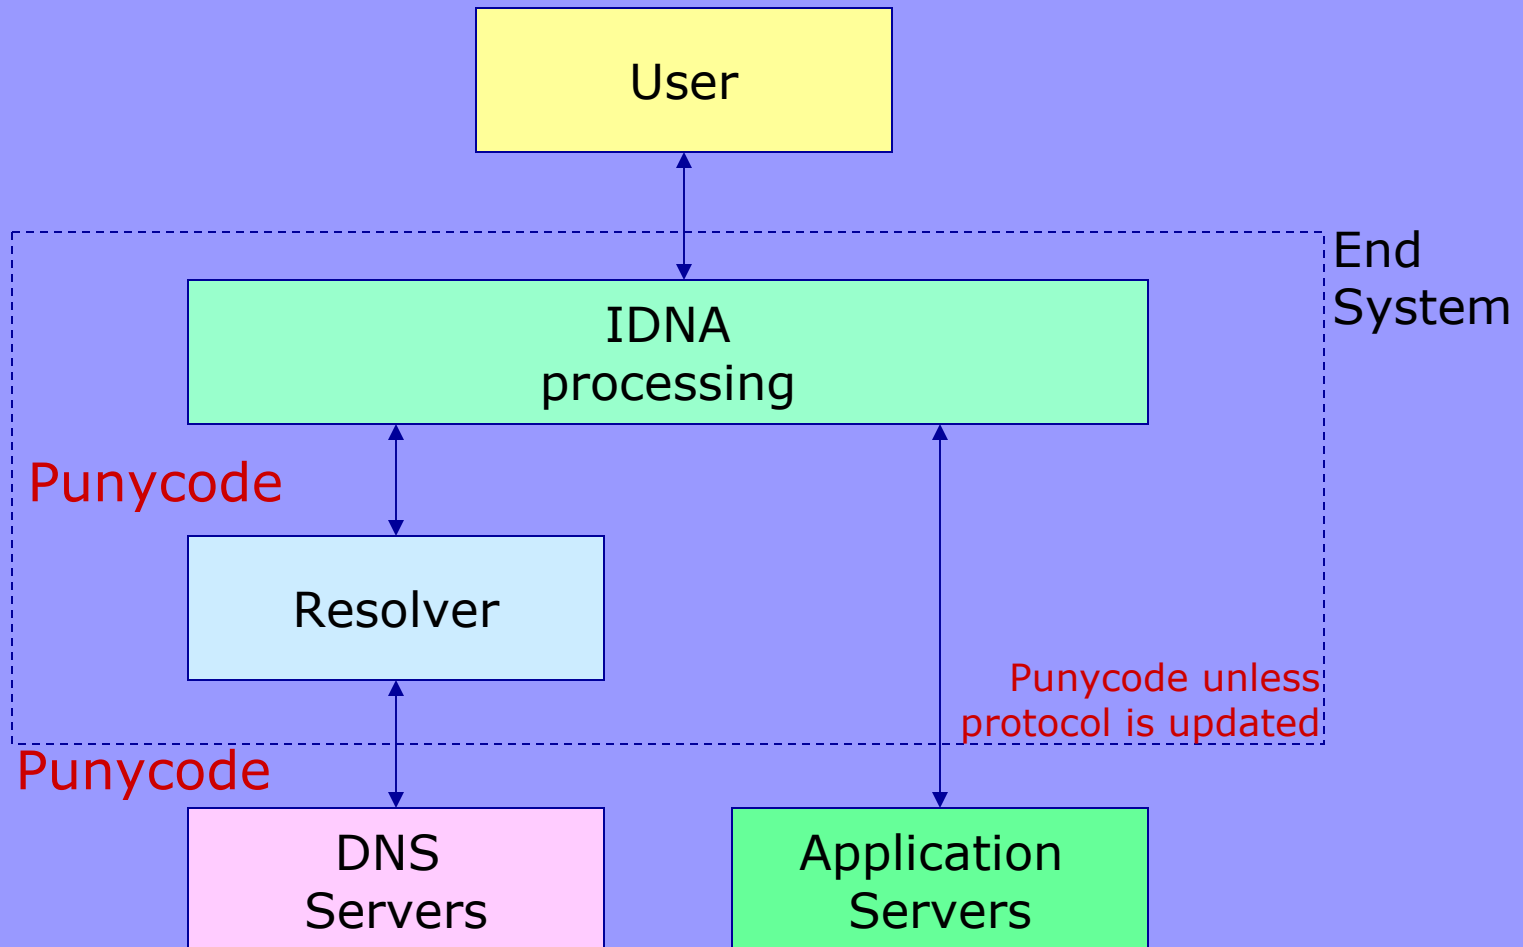 User
End
System
IDNA
processing
Punycode
Resolver
Punycode unless
protocol is updated
Punycode
DNS
Servers
Application
Servers